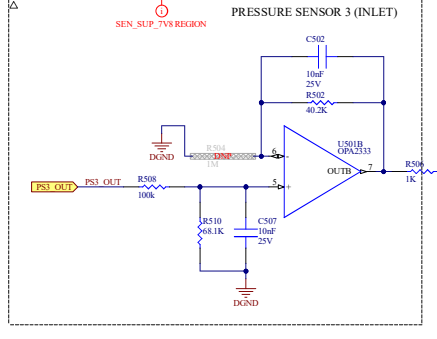 PRESSURE SENSOR 3 (INLET)
SEN_SUP_7V8 REGION
C502
10nF
25V
R502
40.2K
R504
DNP
1M
DGND
U501B
OPA2333
6
-
7
OUTB
R506
1K
5
+
PS3_OUT
PS3_OUT
R508
100k
R510
68.1K
C507
10nF
25V
DGND